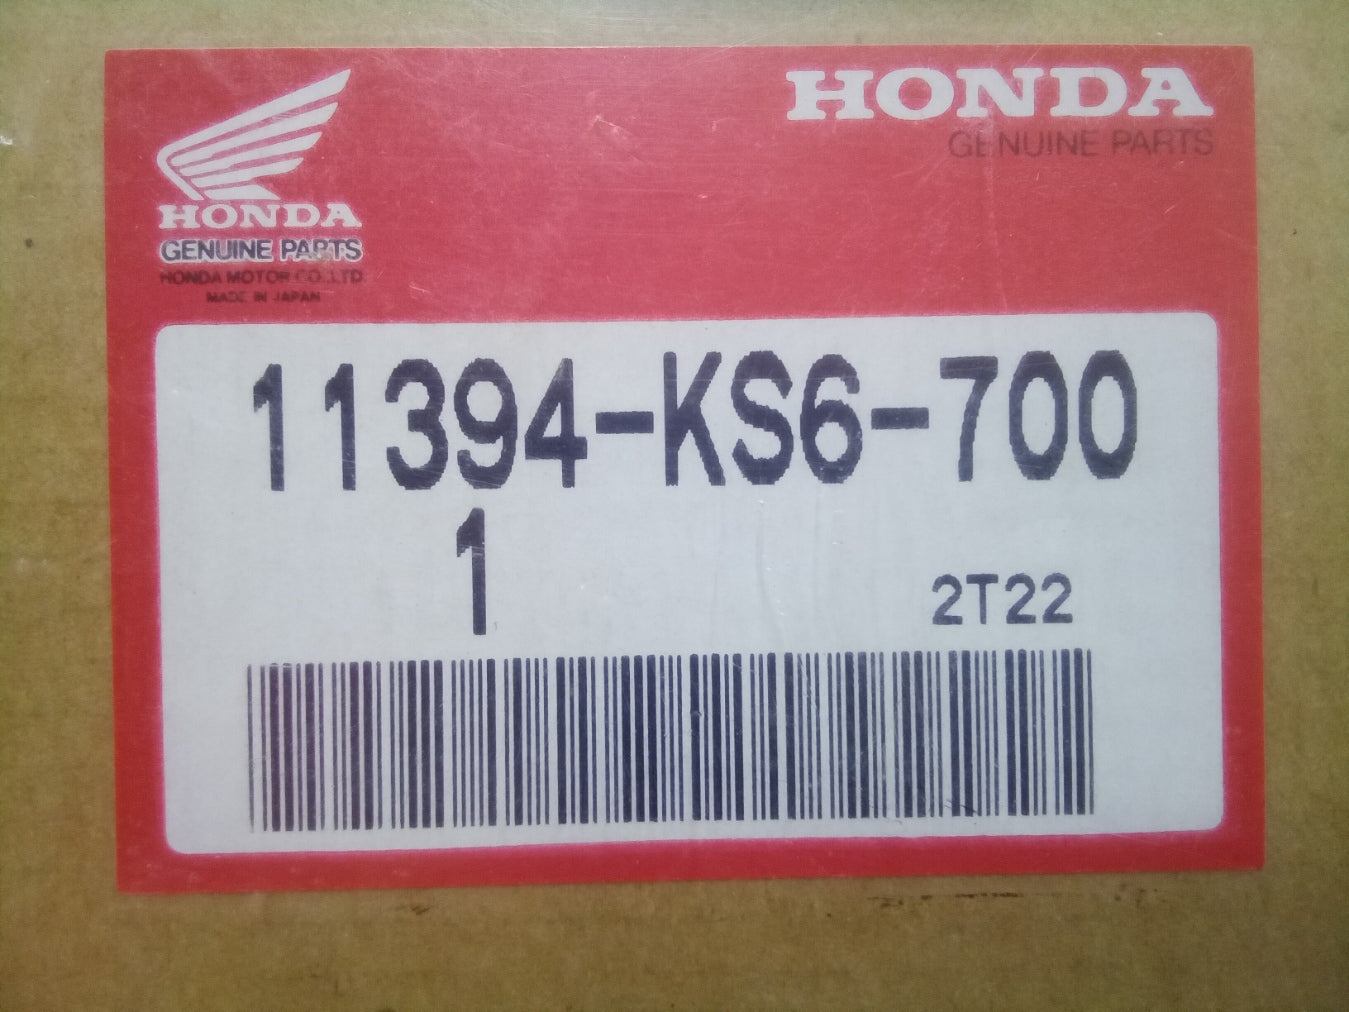 HONDA
GENUINE PARTS
HONDA
GENUINE PARTS
HONDA MOTOR CO.,LTD.
MADE IN JAPAN
11394-KS6-700
1
2T22